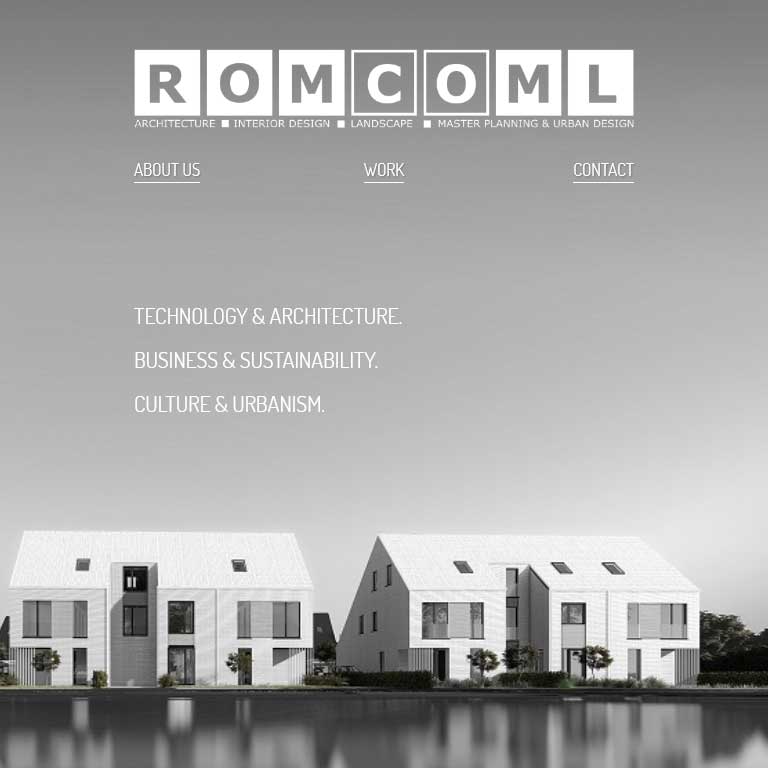 ROMCOML
ARCHITECTURE ■ INTERIOR DESIGN ■ LANDSCAPE ■ MASTER PLANNING & URBAN DESIGN
ABOUT US WORK CONTACT
TECHNOLOGY & ARCHITECTURE.
BUSINESS & SUSTAINABILITY.
CULTURE & URBANISM.